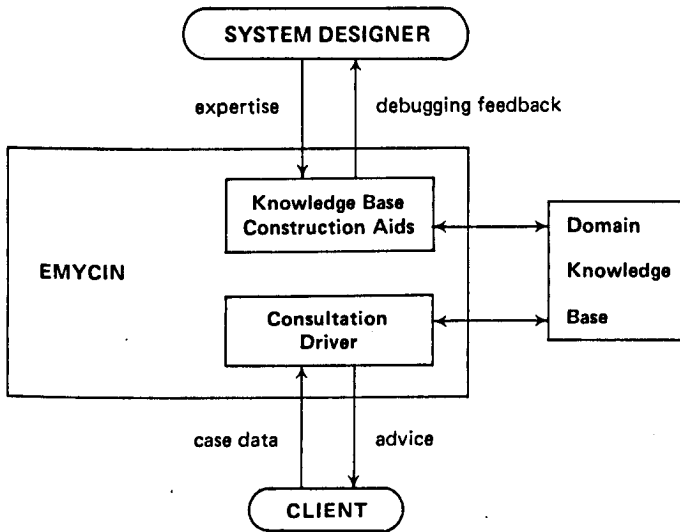 SYSTEM DESIGNER
expertise
debugging feedback
Knowledge Base
Construction Aids
Domain
EMYCIN
Knowledge
Consultation
Driver
Base
case data
advice
CLIENT